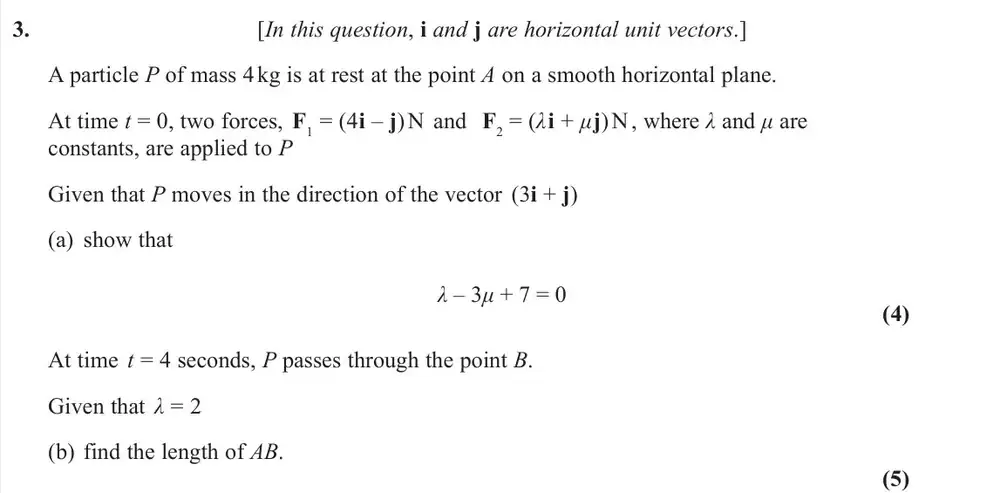 3. [In this question, i and j are horizontal unit vectors.]
A particle P of mass 4 kg is at rest at the point A on a smooth horizontal plane.
At time t = 0, two forces, F₁ = (4i – j) N and F₂ = (λi + μj) N, where λ and μ are
constants, are applied to P
Given that P moves in the direction of the vector (3i + j)
(a) show that
λ – 3μ + 7 = 0
(4)
At time t = 4 seconds, P passes through the point B.
Given that λ = 2
(b) find the length of AB.
(5)